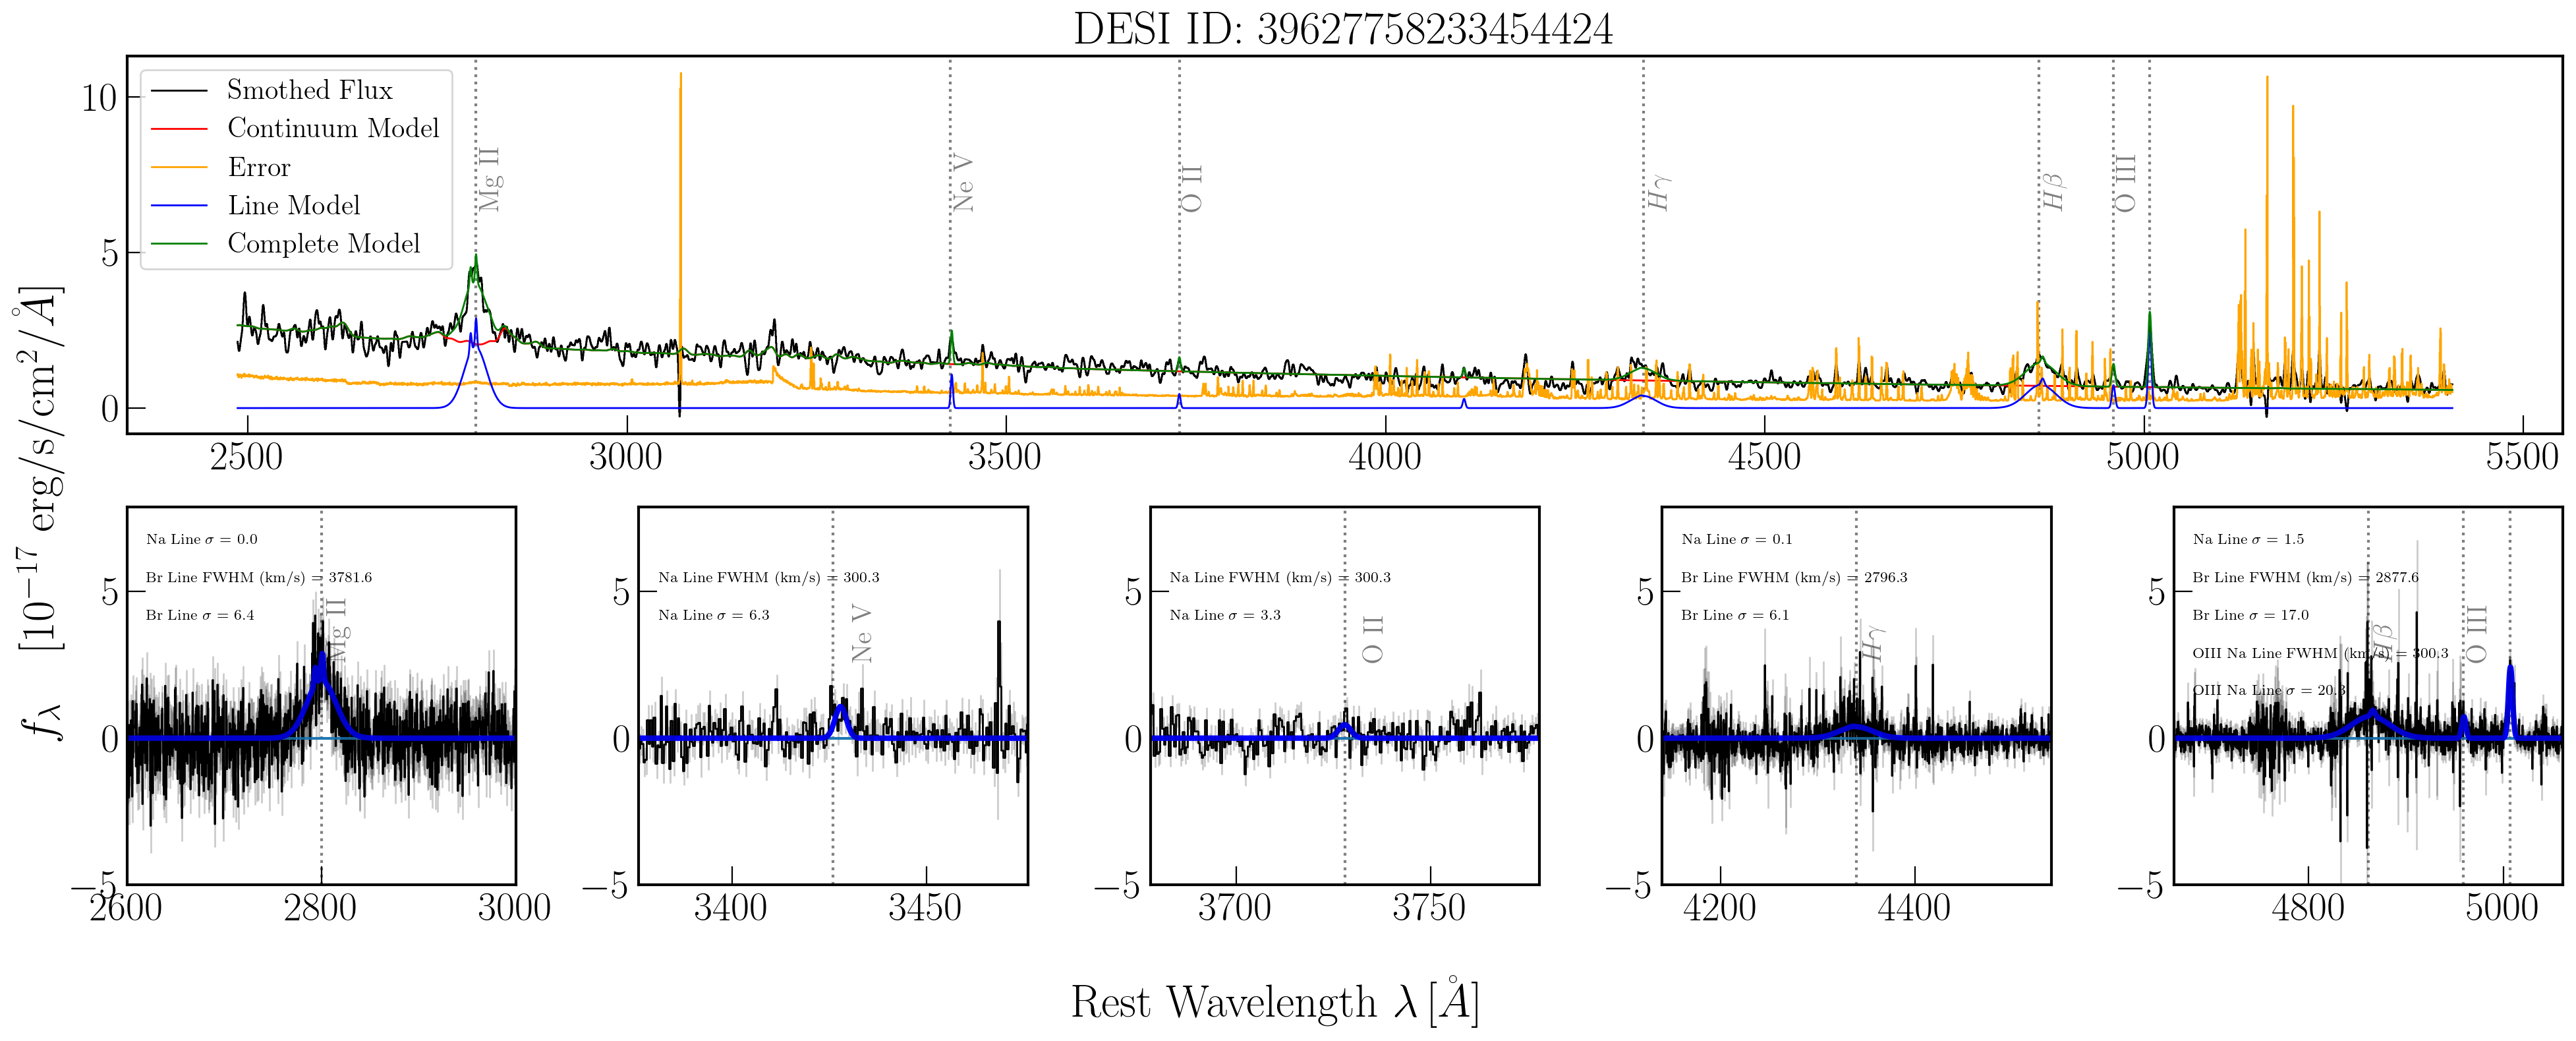 DESI ID: 39627758233454424
Smothed Flux
Continuum Model
Error
Line Model
Complete Model
Mg II
Ne V
O II
Hγ
Hβ
O III
10
5
0
2500 3000 3500 4000 4500 5000 5500
f_λ [10^{-17} erg/s/cm^2/Å]
Na Line σ = 0.0
Br Line FWHM (km/s) = 3781.6
Br Line σ = 6.4
Mg II
5
0
−5
2600 2800 3000
Na Line FWHM (km/s) = 300.3
Na Line σ = 6.3
Ne V
5
0
−5
3400 3450
Na Line FWHM (km/s) = 300.3
Na Line σ = 3.3
O II
5
0
−5
3700 3750
Na Line σ = 0.1
Br Line FWHM (km/s) = 2796.3
Br Line σ = 6.1
Hγ
5
0
−5
4200 4400
Na Line σ = 1.5
Br Line FWHM (km/s) = 2877.6
Br Line σ = 17.0
OIII Na Line FWHM (km/s) = 300.3
OIII Na Line σ = 20.3
Hβ
O III
5
0
−5
4800 5000
Rest Wavelength λ [Å]